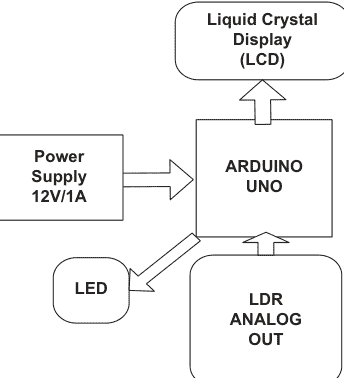 Liquid Crystal
Display
(LCD)
Power
Supply
12V/1A
ARDUINO
UNO
LED
LDR
ANALOG
OUT